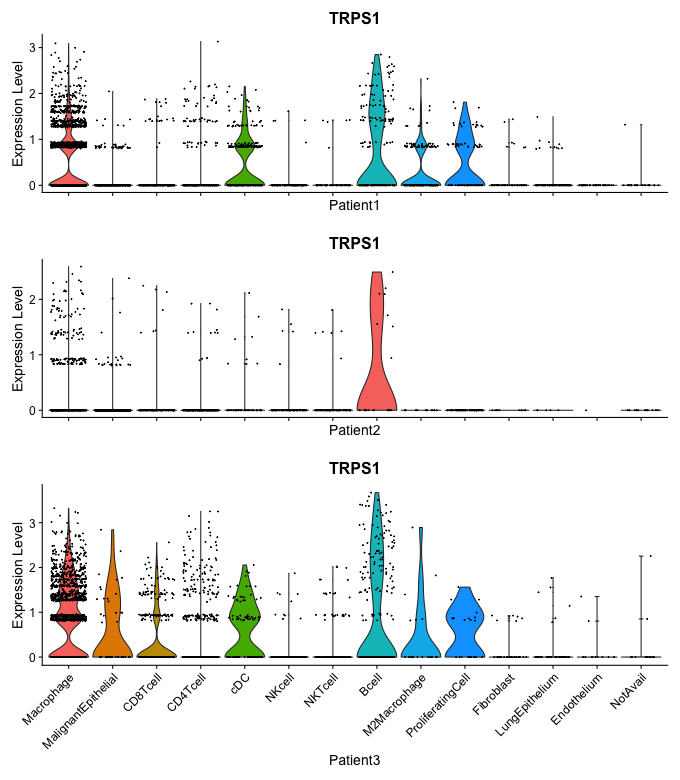 TRPS1
Expression Level
3
2
1
0
Patient1
TRPS1
Expression Level
2
1
0
Patient2
TRPS1
Expression Level
3
2
1
0
Macrophage
MalignantEpithelial
CD8Tcell
CD4Tcell
cDC
NKcell
NKTcell
Bcell
M2Macrophage
ProliferatingCell
Fibroblast
LungEpithelium
Endothelium
NotAvail
Patient3